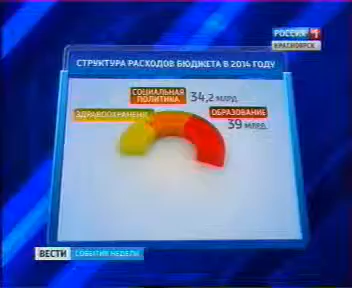 РОССИЯ 1
КРАСНОЯРСК
СТРУКТУРА РАСХОДОВ БЮДЖЕТА В 2014 ГОДУ
СОЦИАЛЬНАЯ
ПОЛИТИКА
34,2 МЛРД
ЗДРАВООХРАНЕНИ
ОБРАЗОВАНИЕ
39 МЛРД
ВЕСТИ
СОБЫТИЯ НЕДЕЛИ